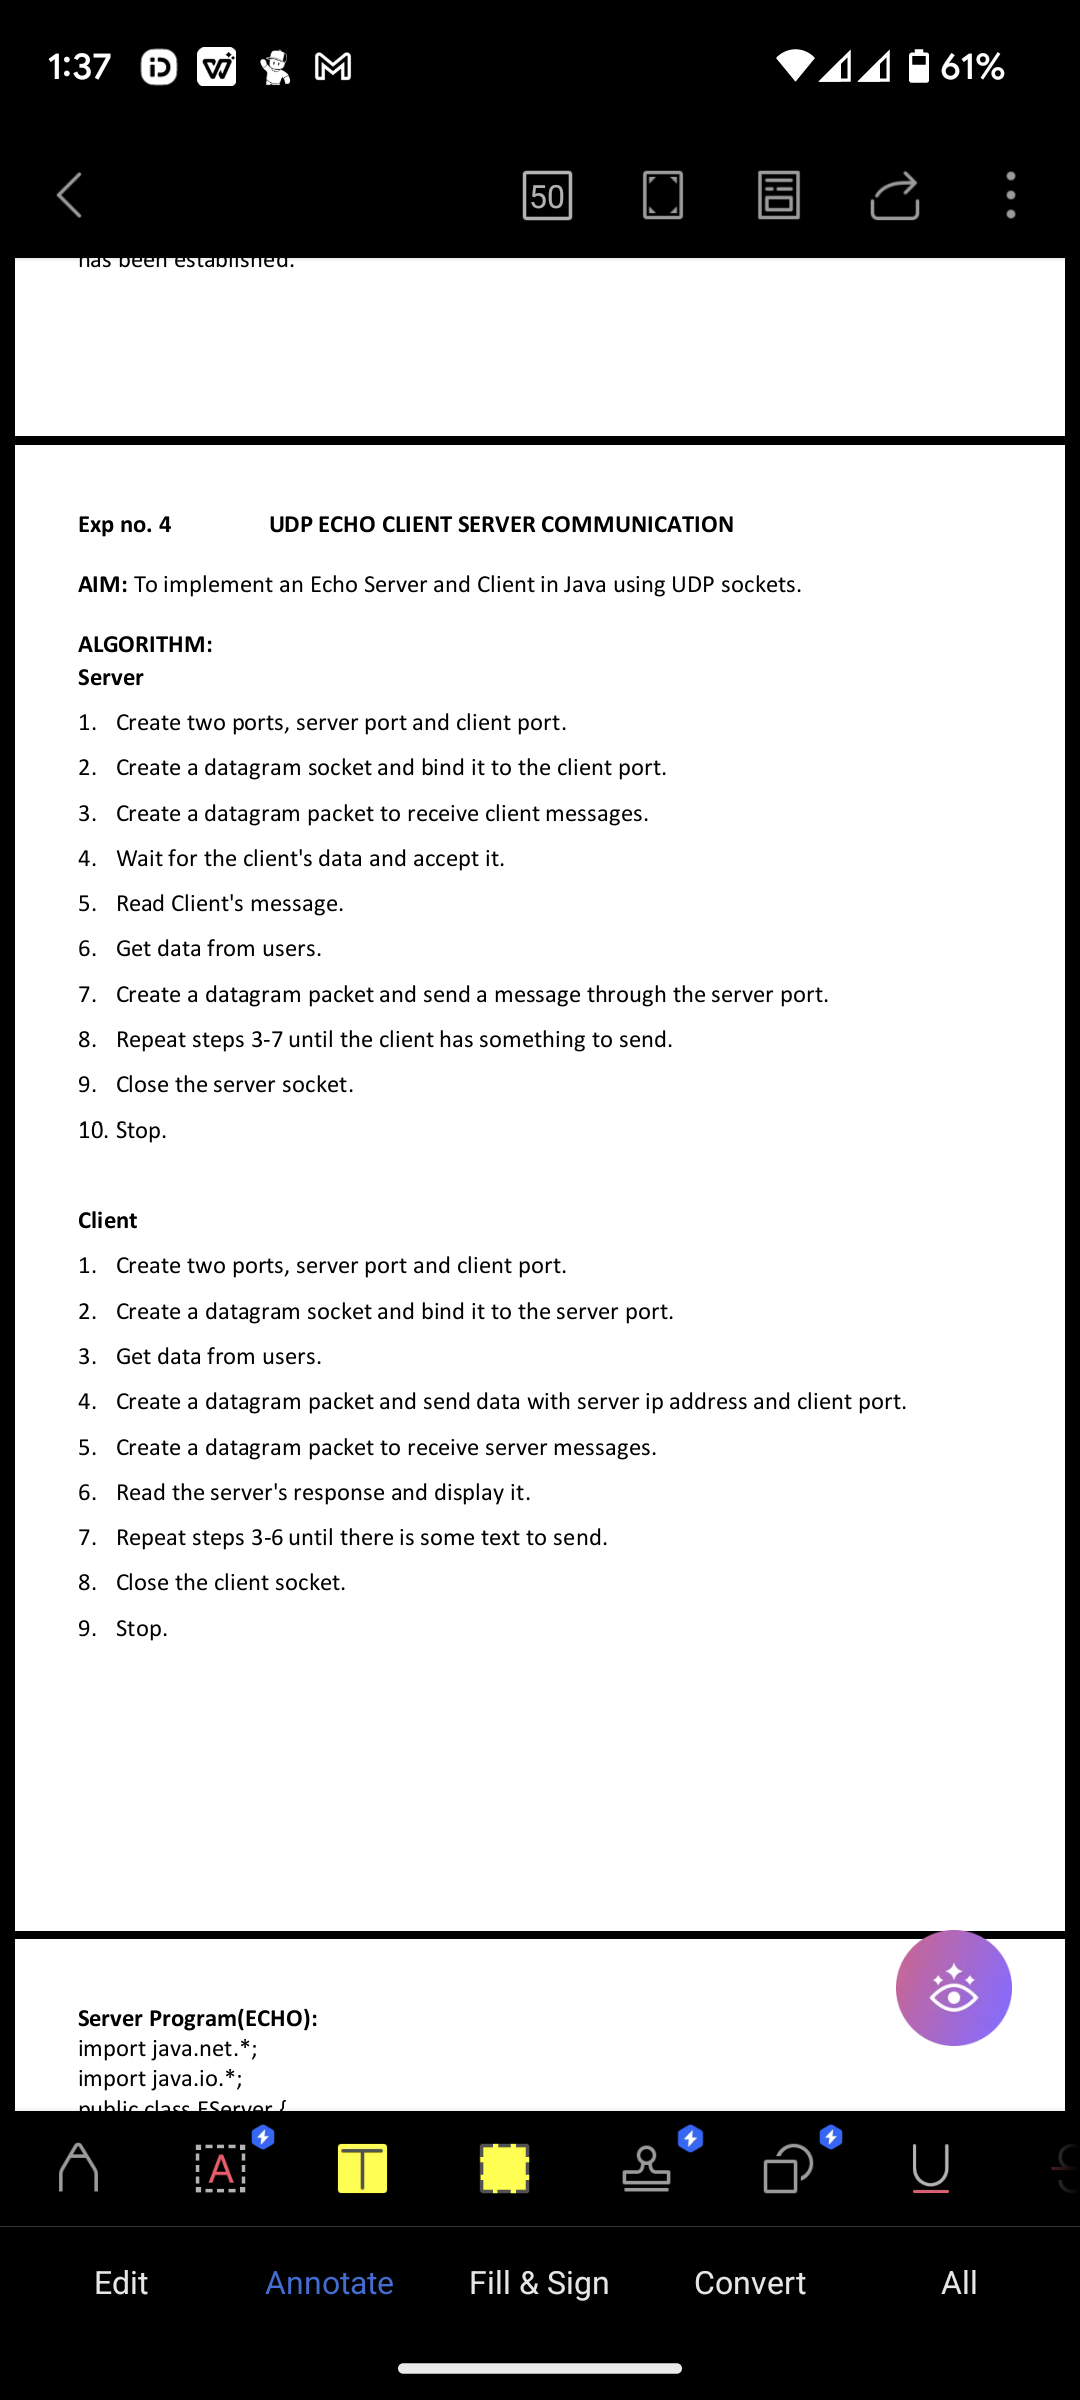 1:37
61%
50
has been established.
Exp no. 4 UDP ECHO CLIENT SERVER COMMUNICATION
AIM: To implement an Echo Server and Client in Java using UDP sockets.
ALGORITHM:
Server
1. Create two ports, server port and client port.
2. Create a datagram socket and bind it to the client port.
3. Create a datagram packet to receive client messages.
4. Wait for the client's data and accept it.
5. Read Client's message.
6. Get data from users.
7. Create a datagram packet and send a message through the server port.
8. Repeat steps 3-7 until the client has something to send.
9. Close the server socket.
10. Stop.
Client
1. Create two ports, server port and client port.
2. Create a datagram socket and bind it to the server port.
3. Get data from users.
4. Create a datagram packet and send data with server ip address and client port.
5. Create a datagram packet to receive server messages.
6. Read the server's response and display it.
7. Repeat steps 3-6 until there is some text to send.
8. Close the client socket.
9. Stop.
Server Program(ECHO):
import java.net.*;
import java.io.*;
public class EServer {
Edit Annotate Fill & Sign Convert All